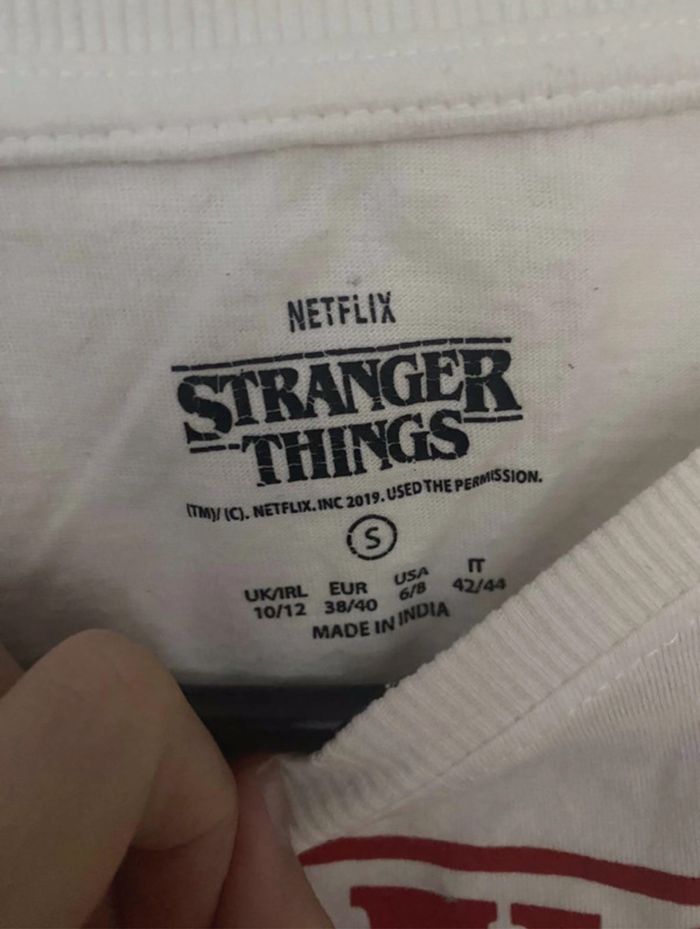 NETFLIX
STRANGER
THINGS
(TM)/ (C). NETFLIX.INC 2019. USED THE PERMISSION.
S
UK/IRL EUR USA IT
10/12 38/40 6/8 42/44
MADE IN INDIA